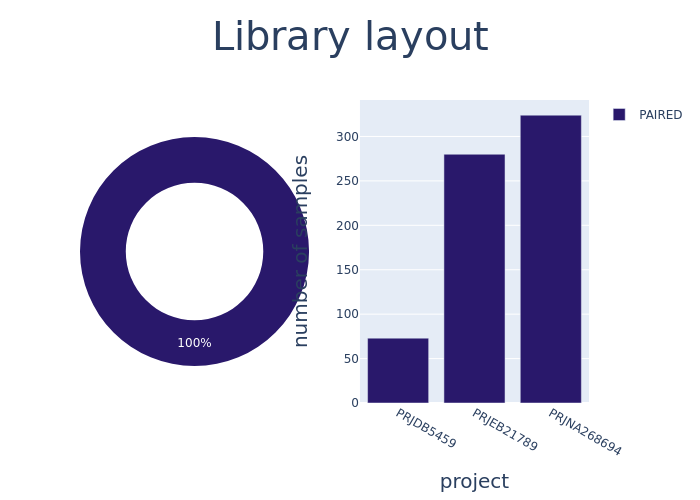 Library layout
100%
number of samples
300
250
200
150
100
50
0
PRJDB5459
PRJEB21789
PRJNA268694
project
PAIRED